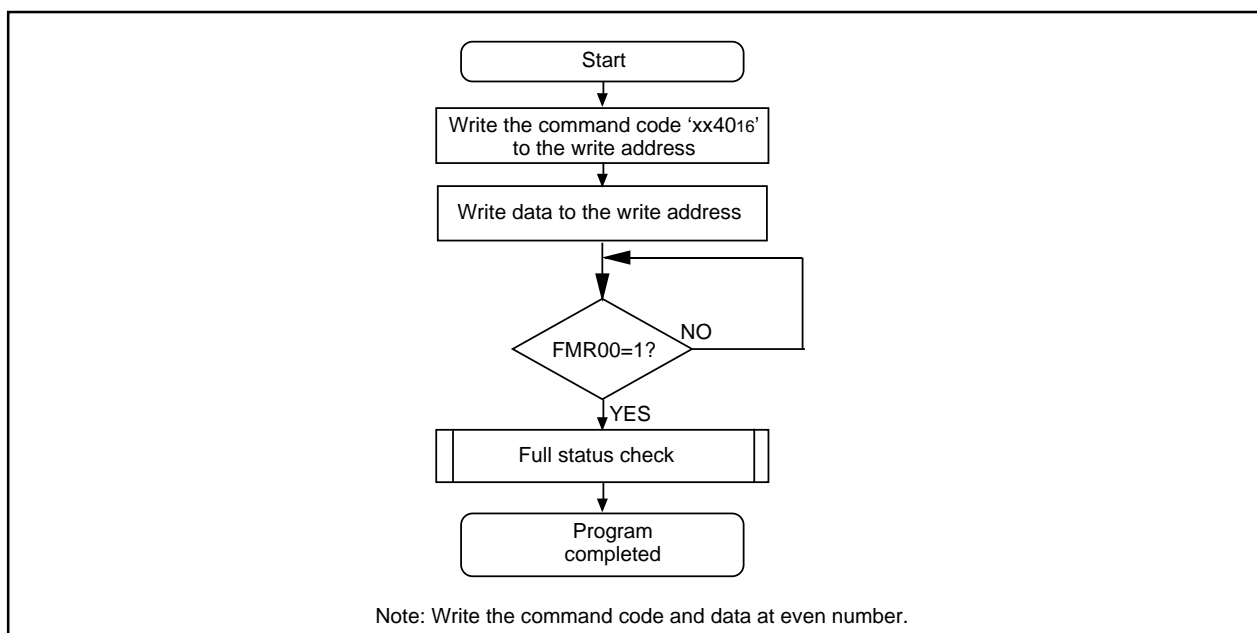 Start
Write the command code ‘xx4016’
to the write address
Write data to the write address
NO
FMR00=1?
YES
Full status check
Program
completed
Note: Write the command code and data at even number.